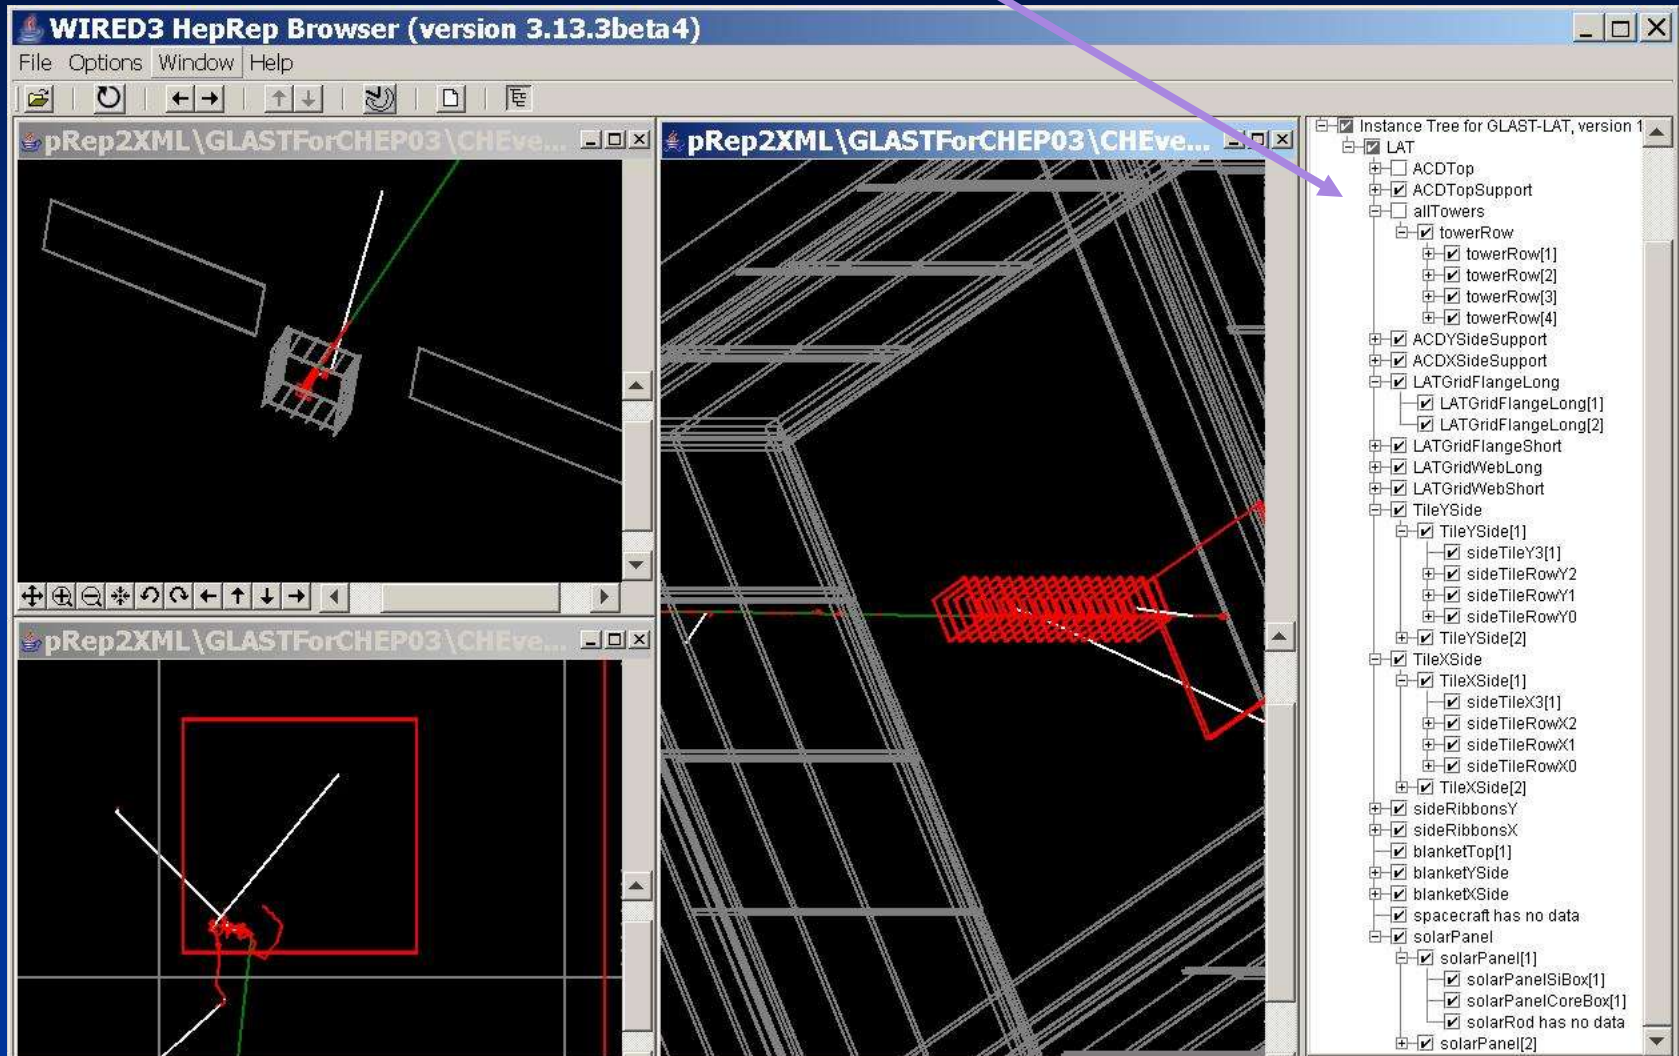 WIRED3 HepRep Browser (version 3.13.3beta4)
File Options Window Help
pRep2XML\GLASTForCHEP03\CHEve...
pRep2XML\GLASTForCHEP03\CHEve...
pRep2XML\GLASTForCHEP03\CHEve...
Instance Tree for GLAST-LAT, version 1
LAT
ACDTop
ACDTopSupport
allTowers
towerRow
towerRow[1]
towerRow[2]
towerRow[3]
towerRow[4]
ACDYSideSupport
ACDXSideSupport
LATGridFlangeLong
LATGridFlangeLong[1]
LATGridFlangeLong[2]
LATGridFlangeShort
LATGridWebLong
LATGridWebShort
TileYSide
TileYSide[1]
sideTileY3[1]
sideTileRowY2
sideTileRowY1
sideTileRowY0
TileYSide[2]
TileXSide
TileXSide[1]
sideTileX3[1]
sideTileRowX2
sideTileRowX1
sideTileRowX0
TileXSide[2]
sideRibbonsY
sideRibbonsX
blanketTop[1]
blanketYSide
blanketXSide
spacecraft has no data
solarPanel
solarPanel[1]
solarPanelSiBox[1]
solarPanelCoreBox[1]
solarRod has no data
solarPanel[2]